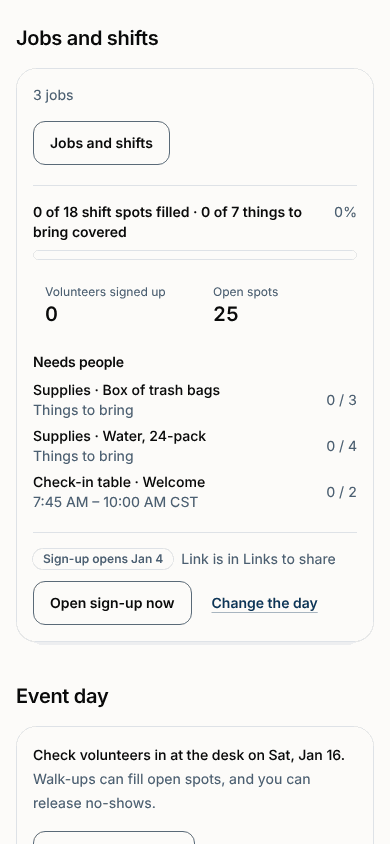 Jobs and shifts
3 jobs
Jobs and shifts
0 of 18 shift spots filled · 0 of 7 things to
bring covered
0%
Volunteers signed up
Open spots
0
25
Needs people
Supplies · Box of trash bags
Things to bring
0 / 3
Supplies · Water, 24-pack
Things to bring
0 / 4
Check-in table · Welcome
7:45 AM – 10:00 AM CST
0 / 2
Sign-up opens Jan 4
Link is in Links to share
Open sign-up now
Change the day
Event day
Check volunteers in at the desk on Sat, Jan 16.
Walk-ups can fill open spots, and you can
release no-shows.